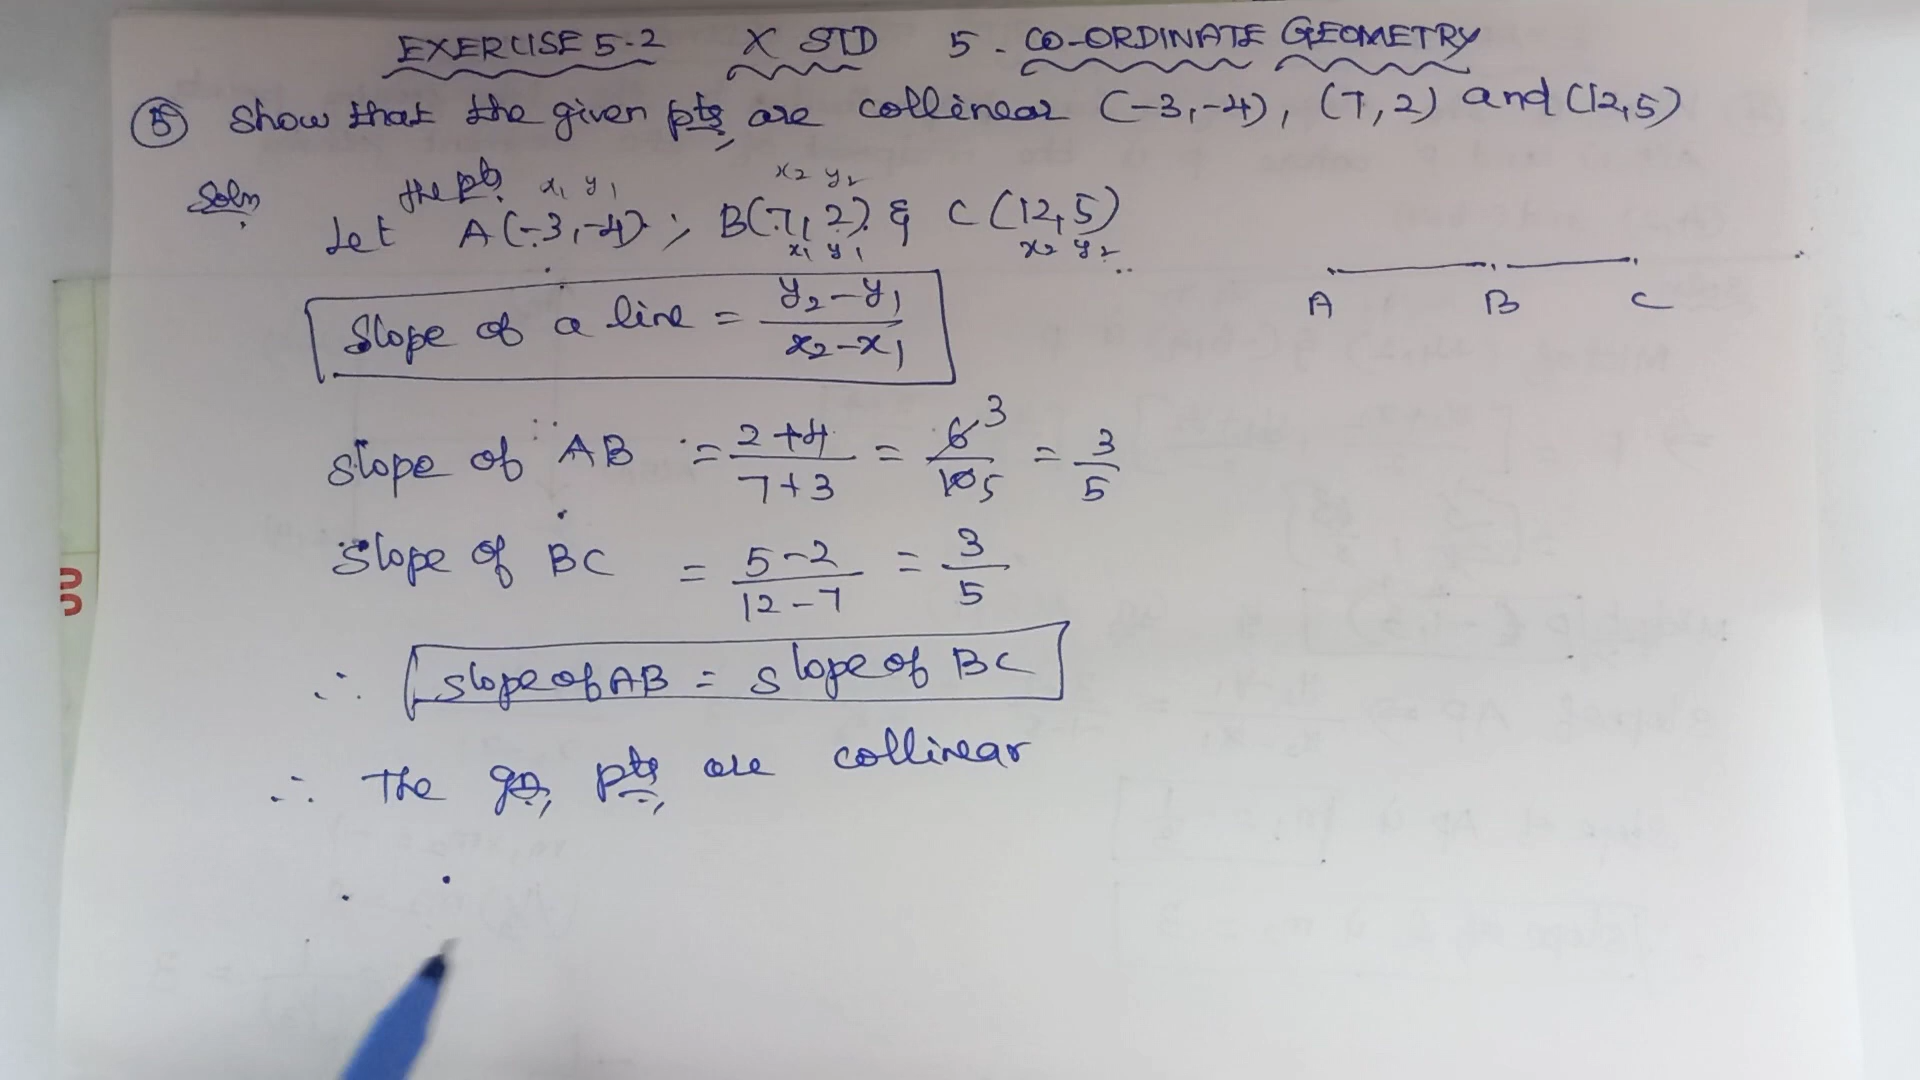 EXERCISE 5-2 X STD 5. CO-ORDINATE GEOMETRY
⑤ Show that the given pts, are collinear (-3,-4), (7,2) and (12,5)
Soln
the pts. x₁ y₁ x₂ y₂
Let A(-3,-4); B(7,2) & C(12,5)
x₁ y₁ x₂ y₂
A B C
Slope of a line = y₂-y₁ / x₂-x₁
slope of AB = 2+4 / 7+3 = 6 3 / 10 5 = 3/5
Slope of BC = 5-2 / 12-7 = 3/5
∴ slope of AB = slope of BC
∴ The gn, pts, are collinear